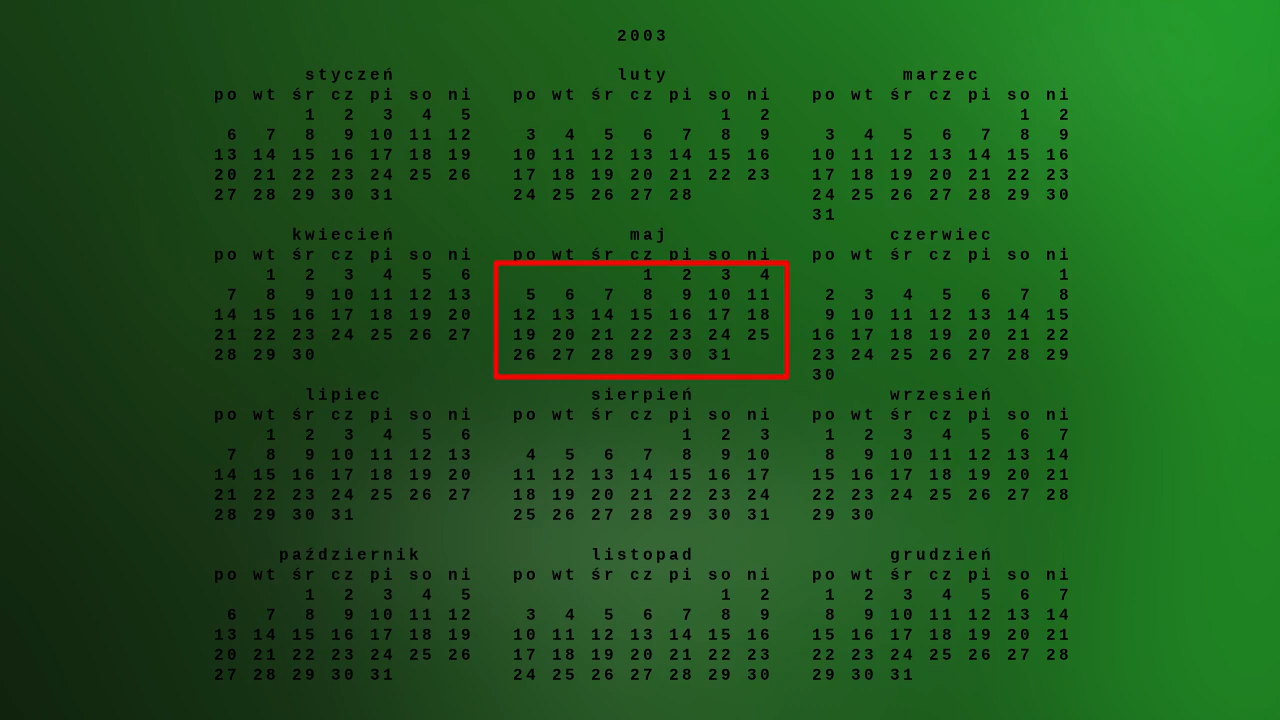 2003
styczeń luty marzec
po wt śr cz pi so ni po wt śr cz pi so ni po wt śr cz pi so ni
1 2 3 4 5 1 2 1 2
6 7 8 9 10 11 12 3 4 5 6 7 8 9 3 4 5 6 7 8 9
13 14 15 16 17 18 19 10 11 12 13 14 15 16 10 11 12 13 14 15 16
20 21 22 23 24 25 26 17 18 19 20 21 22 23 17 18 19 20 21 22 23
27 28 29 30 31 24 25 26 27 28 24 25 26 27 28 29 30
31
kwiecień maj czerwiec
po wt śr cz pi so ni po wt śr cz pi so ni po wt śr cz pi so ni
1 2 3 4 5 6 1 2 3 4 1
7 8 9 10 11 12 13 5 6 7 8 9 10 11 2 3 4 5 6 7 8
14 15 16 17 18 19 20 12 13 14 15 16 17 18 9 10 11 12 13 14 15
21 22 23 24 25 26 27 19 20 21 22 23 24 25 16 17 18 19 20 21 22
28 29 30 26 27 28 29 30 31 23 24 25 26 27 28 29
30
lipiec sierpień wrzesień
po wt śr cz pi so ni po wt śr cz pi so ni po wt śr cz pi so ni
1 2 3 4 5 6 1 2 3 1 2 3 4 5 6 7
7 8 9 10 11 12 13 4 5 6 7 8 9 10 8 9 10 11 12 13 14
14 15 16 17 18 19 20 11 12 13 14 15 16 17 15 16 17 18 19 20 21
21 22 23 24 25 26 27 18 19 20 21 22 23 24 22 23 24 25 26 27 28
28 29 30 31 25 26 27 28 29 30 31 29 30
październik listopad grudzień
po wt śr cz pi so ni po wt śr cz pi so ni po wt śr cz pi so ni
1 2 3 4 5 1 2 1 2 3 4 5 6 7
6 7 8 9 10 11 12 3 4 5 6 7 8 9 8 9 10 11 12 13 14
13 14 15 16 17 18 19 10 11 12 13 14 15 16 15 16 17 18 19 20 21
20 21 22 23 24 25 26 17 18 19 20 21 22 23 22 23 24 25 26 27 28
27 28 29 30 31 24 25 26 27 28 29 30 29 30 31